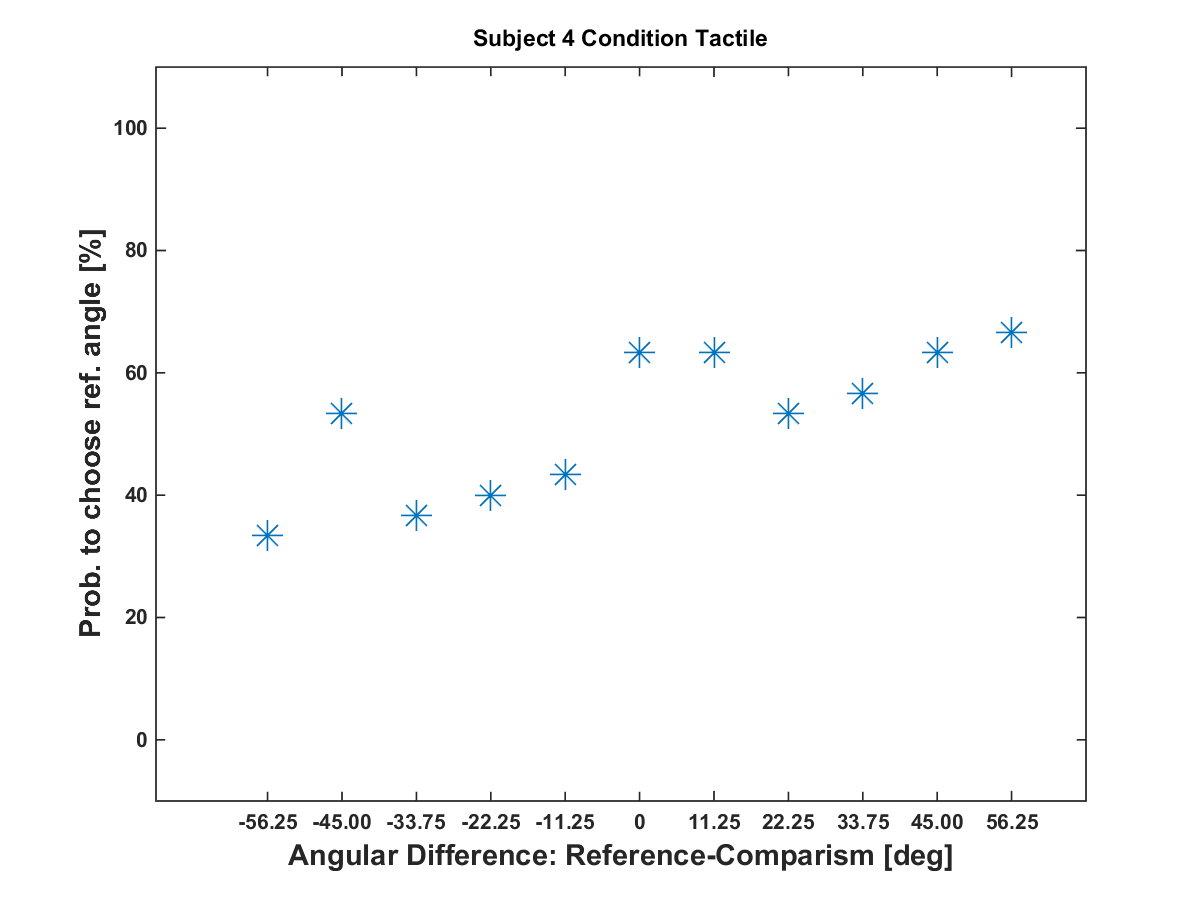 Subject 4 Condition Tactile
Prob. to choose ref. angle [%]
100
80
60
40
20
0
-56.25 -45.00 -33.75 -22.25 -11.25 0 11.25 22.25 33.75 45.00 56.25
Angular Difference: Reference-Comparism [deg]